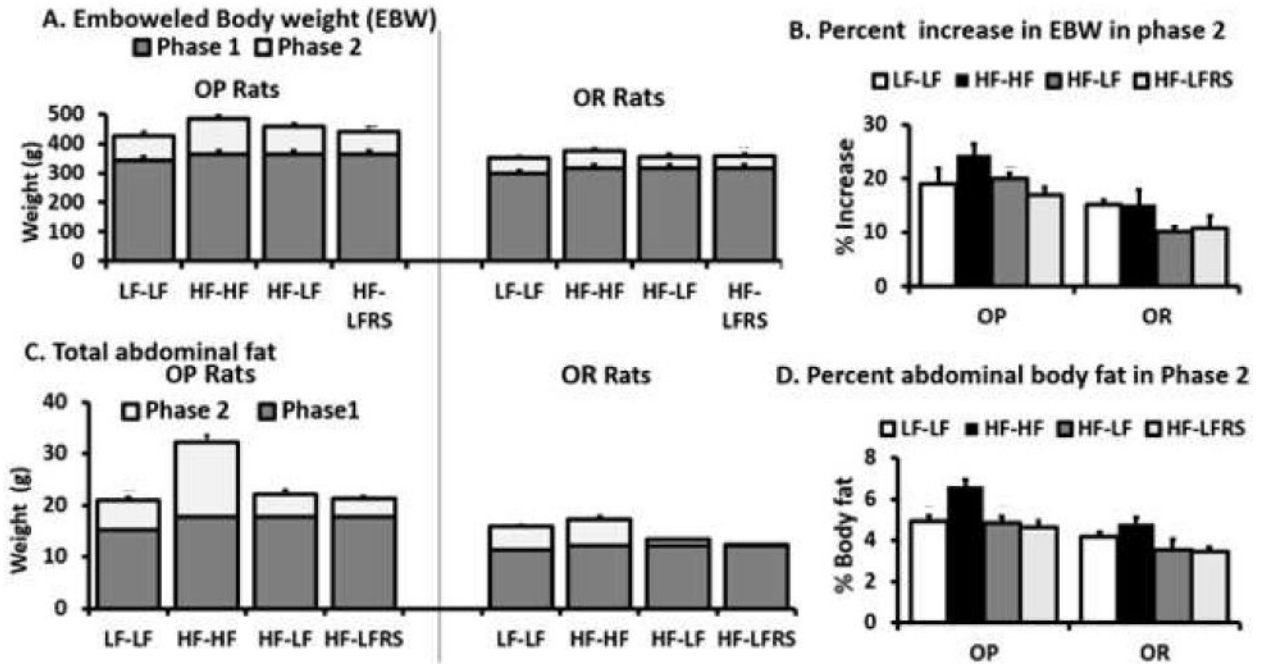 A. Emboweled Body weight (EBW)
Phase 1 Phase 2
OP Rats
OR Rats
Weight (g)
500
400
300
200
100
0
LF-LF HF-HF HF-LF HF-
LFRS
LF-LF HF-HF HF-LF HF-
LFRS
B. Percent increase in EBW in phase 2
LF-LF HF-HF HF-LF HF-LFRS
% Increase
30
20
10
0
OP OR
C. Total abdominal fat
OP Rats
OR Rats
Phase 2 Phase1
Weight (g)
40
30
20
10
0
LF-LF HF-HF HF-LF HF-LFRS
LF-LF HF-HF HF-LF HF-LFRS
D. Percent abdominal body fat in Phase 2
LF-LF HF-HF HF-LF HF-LFRS
% Body fat
8
6
4
2
0
OP OR